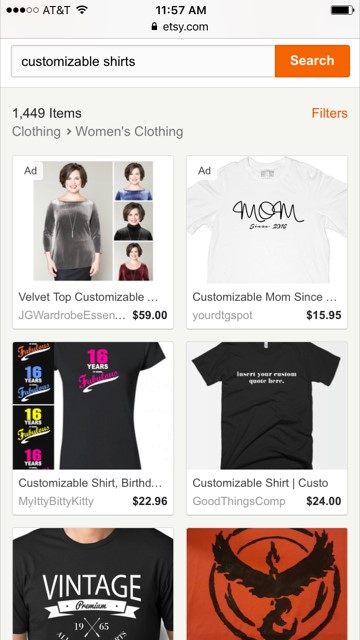 AT&T 11:57 AM
etsy.com
customizable shirts Search
1,449 Items Filters
Clothing > Women's Clothing
Ad
Ad
MOM
Since 2016
Velvet Top Customizable ...
JGWardrobeEssen... $59.00
Customizable Mom Since ...
yourdtgspot $15.95
16
YEARS
Fabulous
16
YEARS
Fabulous
YEARS
Fabulous
16
YEARS
Fabulous
16
YEARS
insert your custom
quote here.
Customizable Shirt, Birthd...
MyIttyBittyKitty $22.96
Customizable Shirt | Custo
GoodThingsComp $24.00
VINTAGE
Premium
19 65